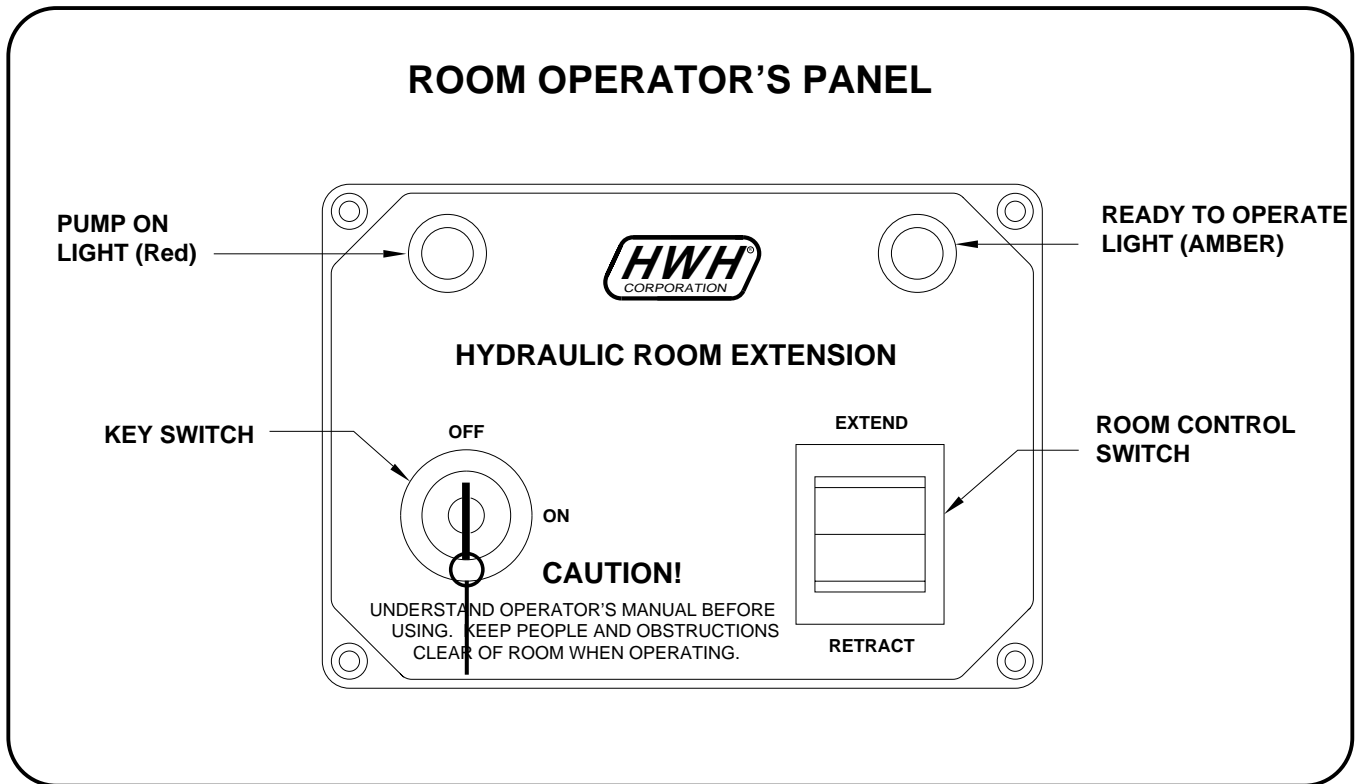 ROOM OPERATOR'S PANEL
PUMP ON
LIGHT (Red)
READY TO OPERATE
LIGHT (AMBER)
HWH®
CORPORATION
HYDRAULIC ROOM EXTENSION
KEY SWITCH
OFF
ON
EXTEND
RETRACT
ROOM CONTROL
SWITCH
CAUTION!
UNDERSTAND OPERATOR'S MANUAL BEFORE
USING. KEEP PEOPLE AND OBSTRUCTIONS
CLEAR OF ROOM WHEN OPERATING.